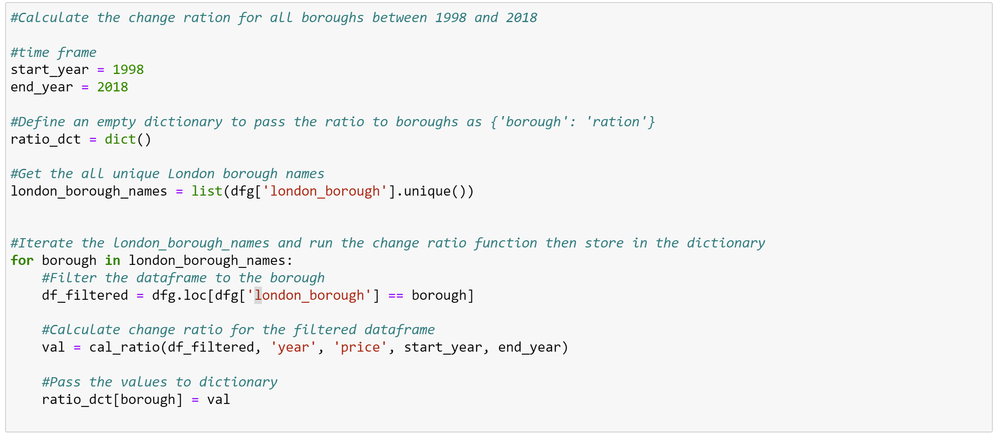 #Calculate the change ration for all boroughs between 1998 and 2018
#time frame
start_year = 1998
end_year = 2018
#Define an empty dictionary to pass the ratio to boroughs as {'borough': 'ration'}
ratio_dct = dict()
#Get the all unique London borough names
london_borough_names = list(dfg['london_borough'].unique())
#Iterate the london_borough_names and run the change ratio function then store in the dictionary
for borough in london_borough_names:
    #Filter the dataframe to the borough
    df_filtered = dfg.loc[dfg['london_borough'] == borough]
    #Calculate change ratio for the filtered dataframe
    val = cal_ratio(df_filtered, 'year', 'price', start_year, end_year)
    #Pass the values to dictionary
    ratio_dct[borough] = val